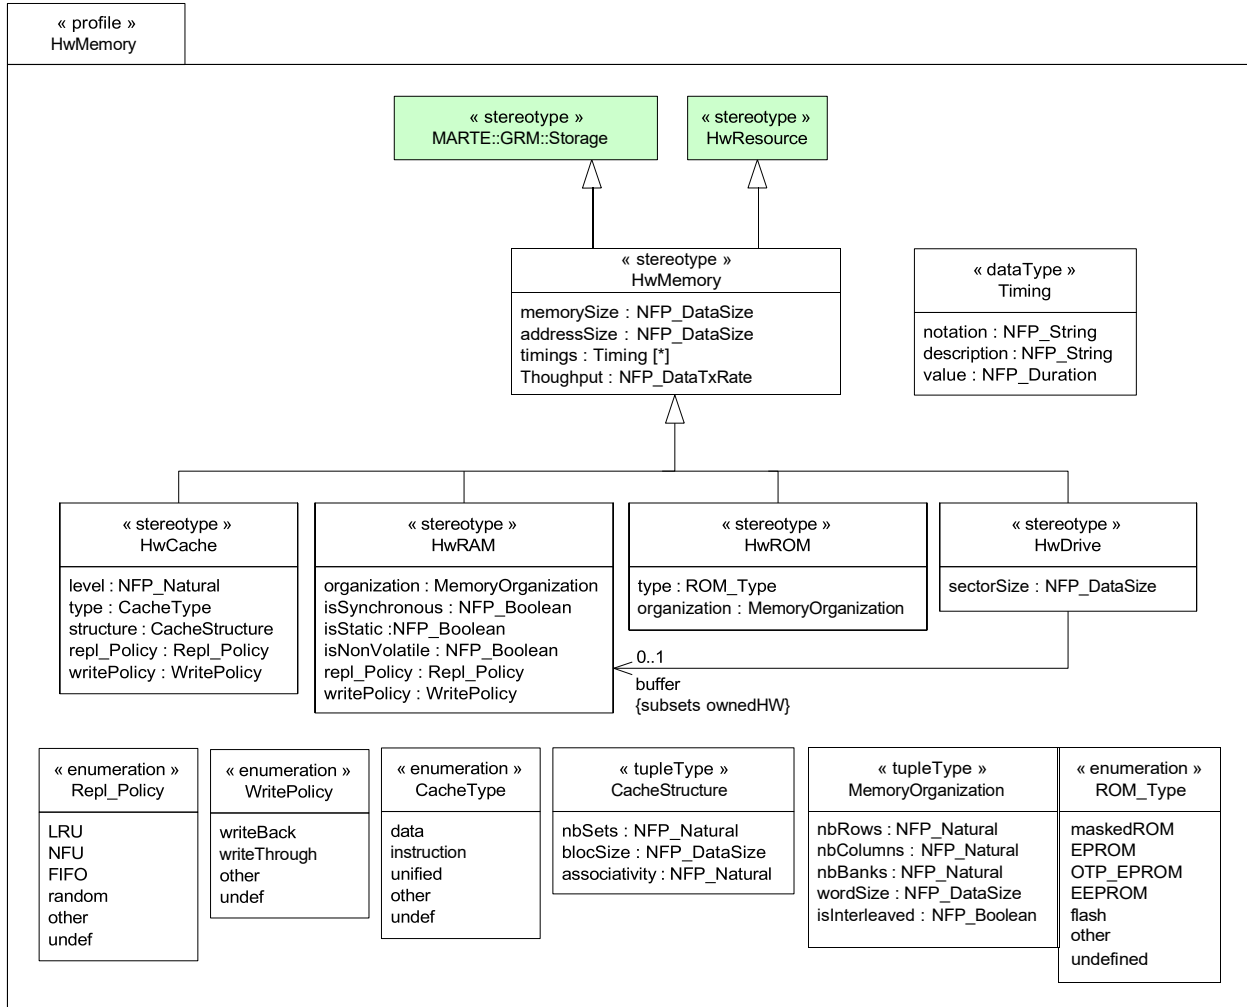 « profile »
HwMemory
« stereotype »
MARTE::GRM::Storage
« stereotype »
HwResource
« stereotype »
HwMemory
memorySize : NFP_DataSize
addressSize : NFP_DataSize
timings : Timing [*]
Thoughput : NFP_DataTxRate
« dataType »
Timing
notation : NFP_String
description : NFP_String
value : NFP_Duration
« stereotype »
HwCache
level : NFP_Natural
type : CacheType
structure : CacheStructure
repl_Policy : Repl_Policy
writePolicy : WritePolicy
« stereotype »
HwRAM
organization : MemoryOrganization
isSynchronous : NFP_Boolean
isStatic :NFP_Boolean
isNonVolatile : NFP_Boolean
repl_Policy : Repl_Policy
writePolicy : WritePolicy
« stereotype »
HwROM
type : ROM_Type
organization : MemoryOrganization
« stereotype »
HwDrive
sectorSize : NFP_DataSize
0..1
buffer
{subsets ownedHW}
« enumeration »
Repl_Policy
LRU
NFU
FIFO
random
other
undef
« enumeration »
WritePolicy
writeBack
writeThrough
other
undef
« enumeration »
CacheType
data
instruction
unified
other
undef
« tupleType »
CacheStructure
nbSets : NFP_Natural
blocSize : NFP_DataSize
associativity : NFP_Natural
« tupleType »
MemoryOrganization
nbRows : NFP_Natural
nbColumns : NFP_Natural
nbBanks : NFP_Natural
wordSize : NFP_DataSize
isInterleaved : NFP_Boolean
« enumeration »
ROM_Type
maskedROM
EPROM
OTP_EPROM
EEPROM
flash
other
undefined